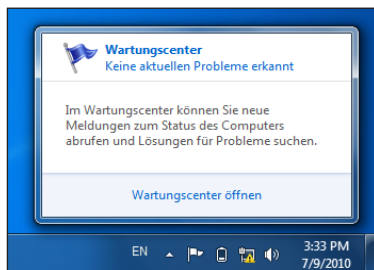 Wartungscenter
Keine aktuellen Probleme erkannt
Im Wartungscenter können Sie neue
Meldungen zum Status des Computers
abrufen und Lösungen für Probleme suchen.
Wartungscenter öffnen
EN
3:33 PM
7/9/2010